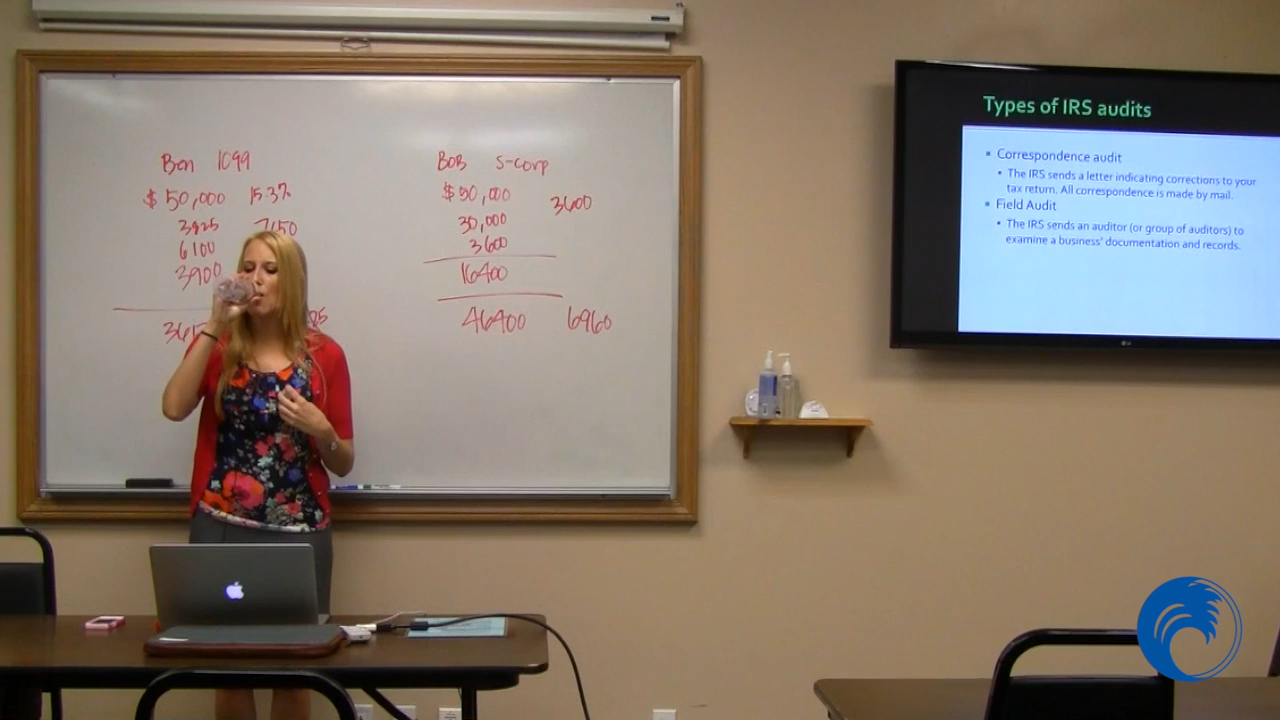 Ben 1099
$50,000 15.3%
3825 7650
6100
3900
BOB S-corp
$50,000 3600
30,000
3600
16400
46400 6960
Types of IRS audits
Correspondence audit
The IRS sends a letter indicating corrections to your
tax return. All correspondence is made by mail.
Field Audit
The IRS sends an auditor (or group of auditors) to
examine a business' documentation and records.
LG